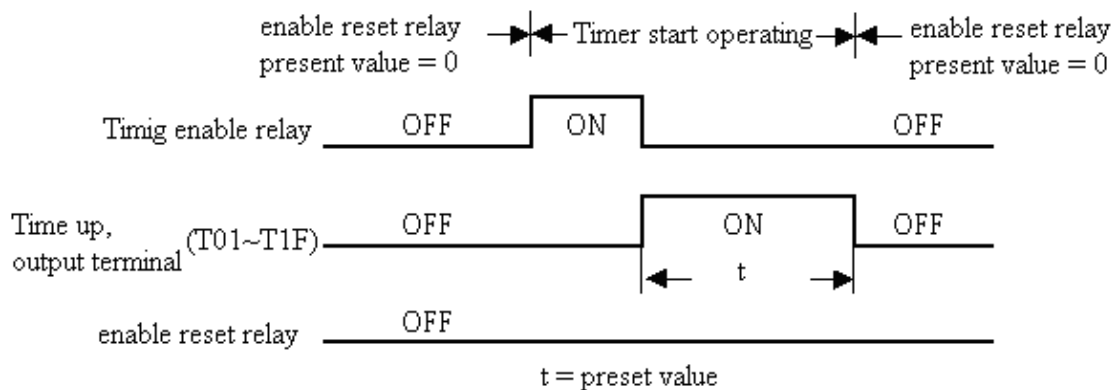 enable reset relay
present value = 0
Timer start operating
enable reset relay
present value = 0
Timig enable relay
OFF
ON
OFF
Time up,
output terminal
(T01~T1F)
OFF
ON
OFF
t
enable reset relay
OFF
t = preset value